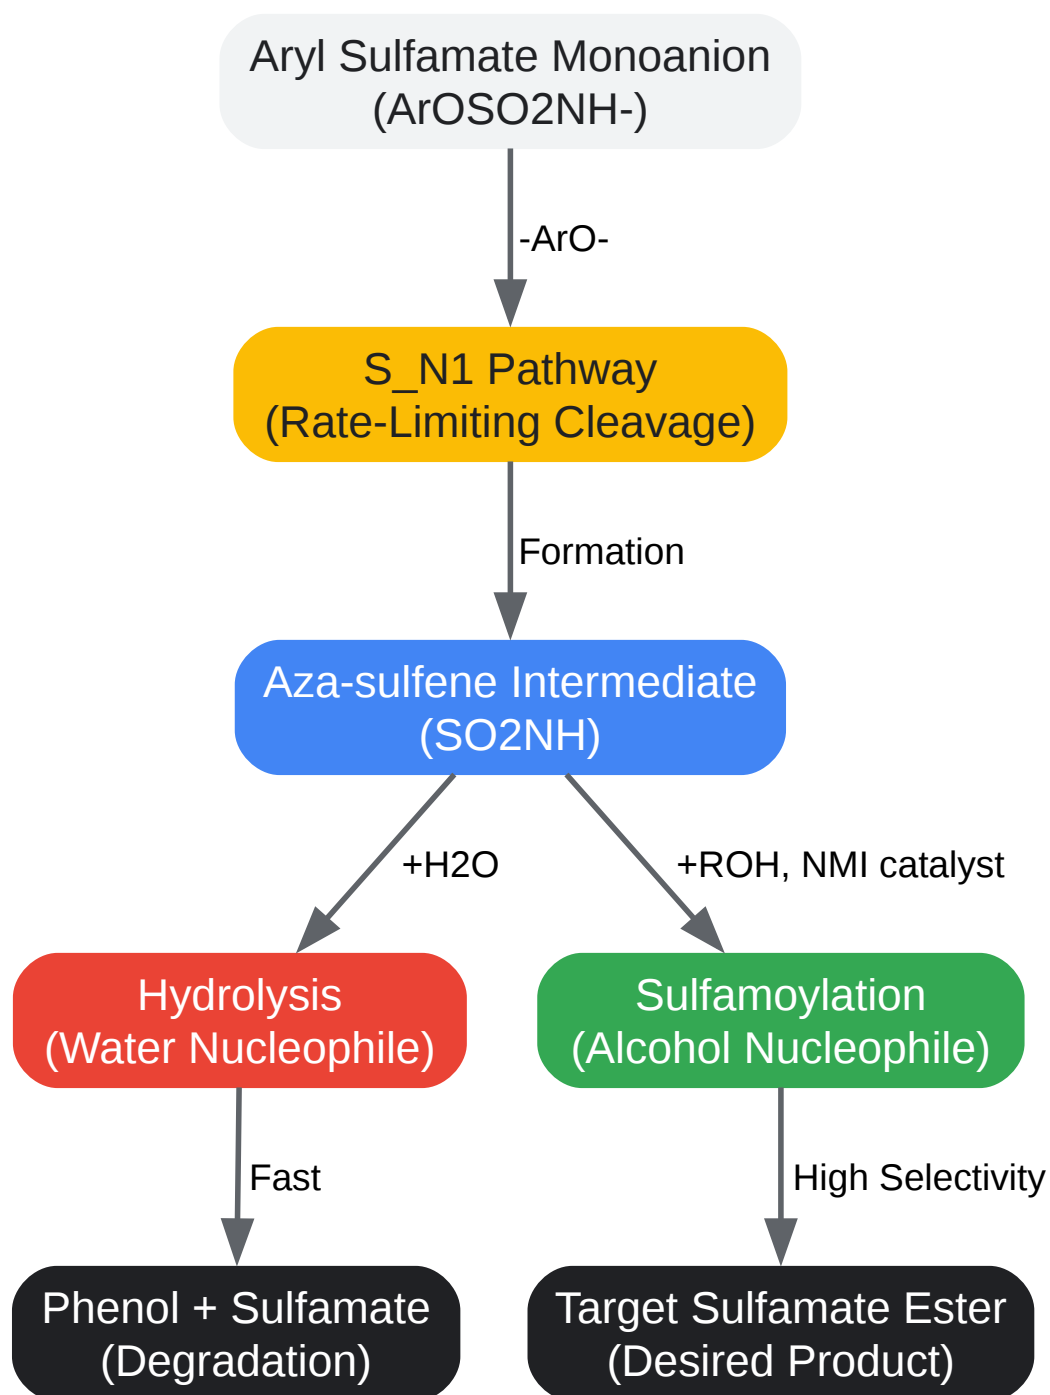 Aryl Sulfamate Monoanion
(ArOSO2NH-)
-ArO-
S_N1 Pathway
(Rate-Limiting Cleavage)
Formation
Aza-sulfene Intermediate
(SO2NH)
+H2O
+ROH, NMI catalyst
Hydrolysis
(Water Nucleophile)
Sulfamoylation
(Alcohol Nucleophile)
Fast
High Selectivity
Phenol + Sulfamate
(Degradation)
Target Sulfamate Ester
(Desired Product)